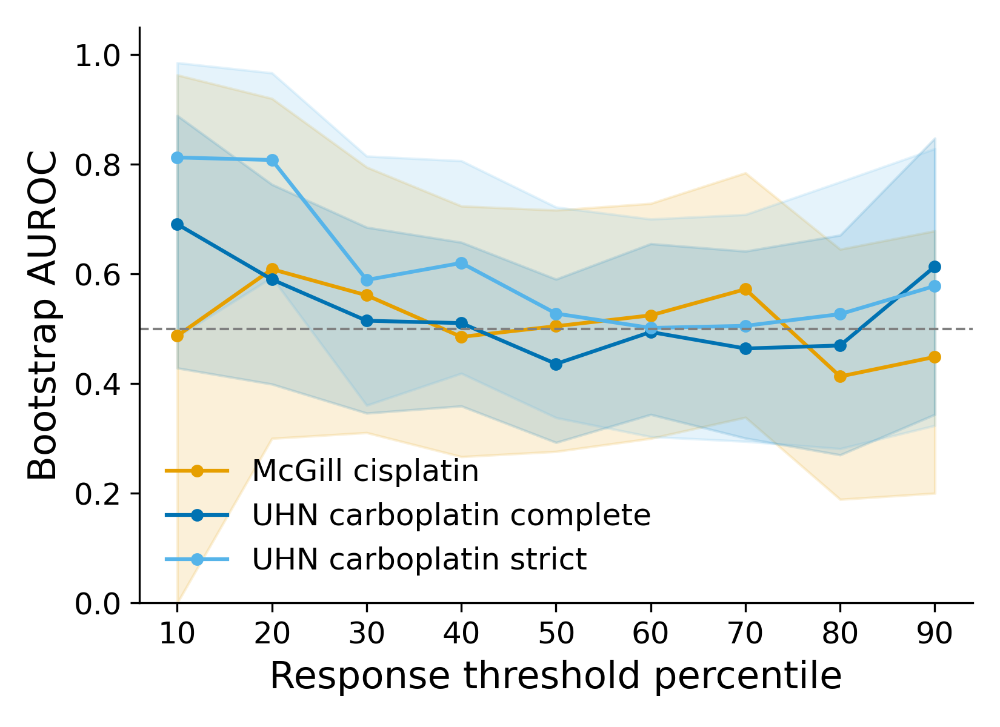 Bootstrap AUROC
1.0
0.8
0.6
0.4
0.2
0.0
McGill cisplatin
UHN carboplatin complete
UHN carboplatin strict
10 20 30 40 50 60 70 80 90
Response threshold percentile